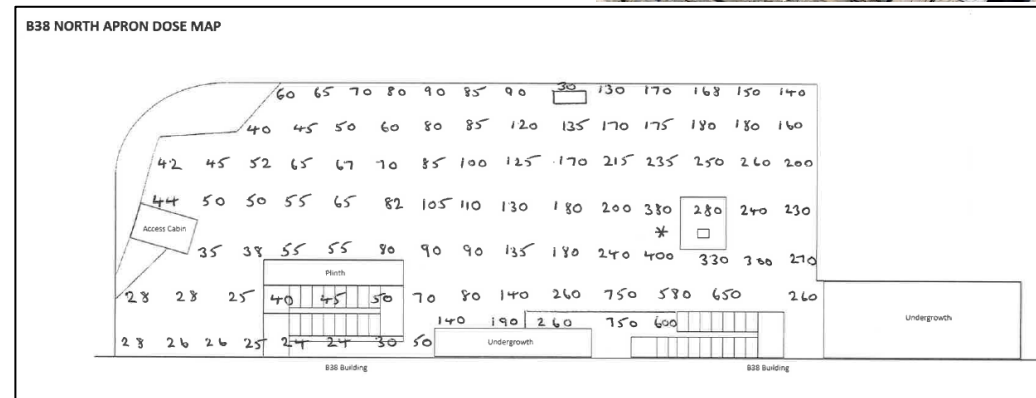 B38 NORTH APRON DOSE MAP
60 65 70 80 90 85 90 30 130 170 168 150 140
40 45 50 60 80 85 120 135 170 175 180 180 160
42 45 52 65 67 70 85 100 125 170 215 235 250 260 200
44 50 50 55 65 82 105 110 130 180 200 380 280 240 230
Access Cabin
*
35 38 55 55 80 90 90 135 180 240 400 330 300 270
Plinth
28 28 25 40 45 50 70 80 140 260 750 580 650 260
140 190 260 750 600
Undergrowth
28 26 26 25 24 24 30 50
Undergrowth
B38 Building
B38 Building